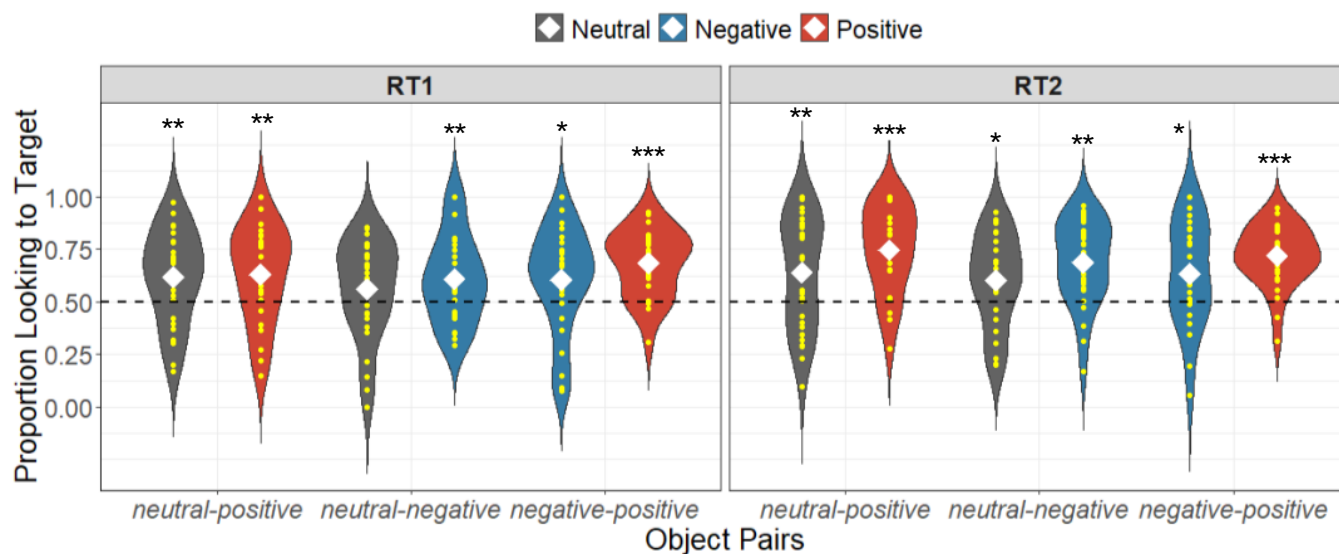 Neutral Negative Positive
RT1
RT2
** ** ** * *** ** *** * ** * ***
Proportion Looking to Target
1.00
0.75
0.50
0.25
0.00
neutral-positive neutral-negative negative-positive neutral-positive neutral-negative negative-positive
Object Pairs